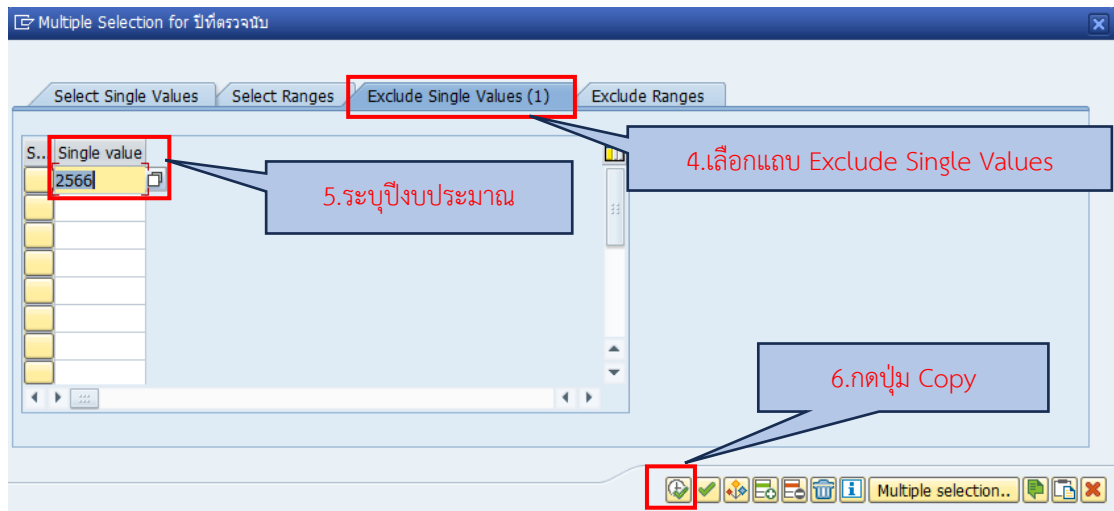 Multiple Selection for ปีที่ตรวจนับ
Select Single Values
Select Ranges
Exclude Single Values (1)
Exclude Ranges
S..
Single value
2566
4.เลือกแถบ Exclude Single Values
5.ระบุปีงบประมาณ
6.กดปุ่ม Copy
Multiple selection..